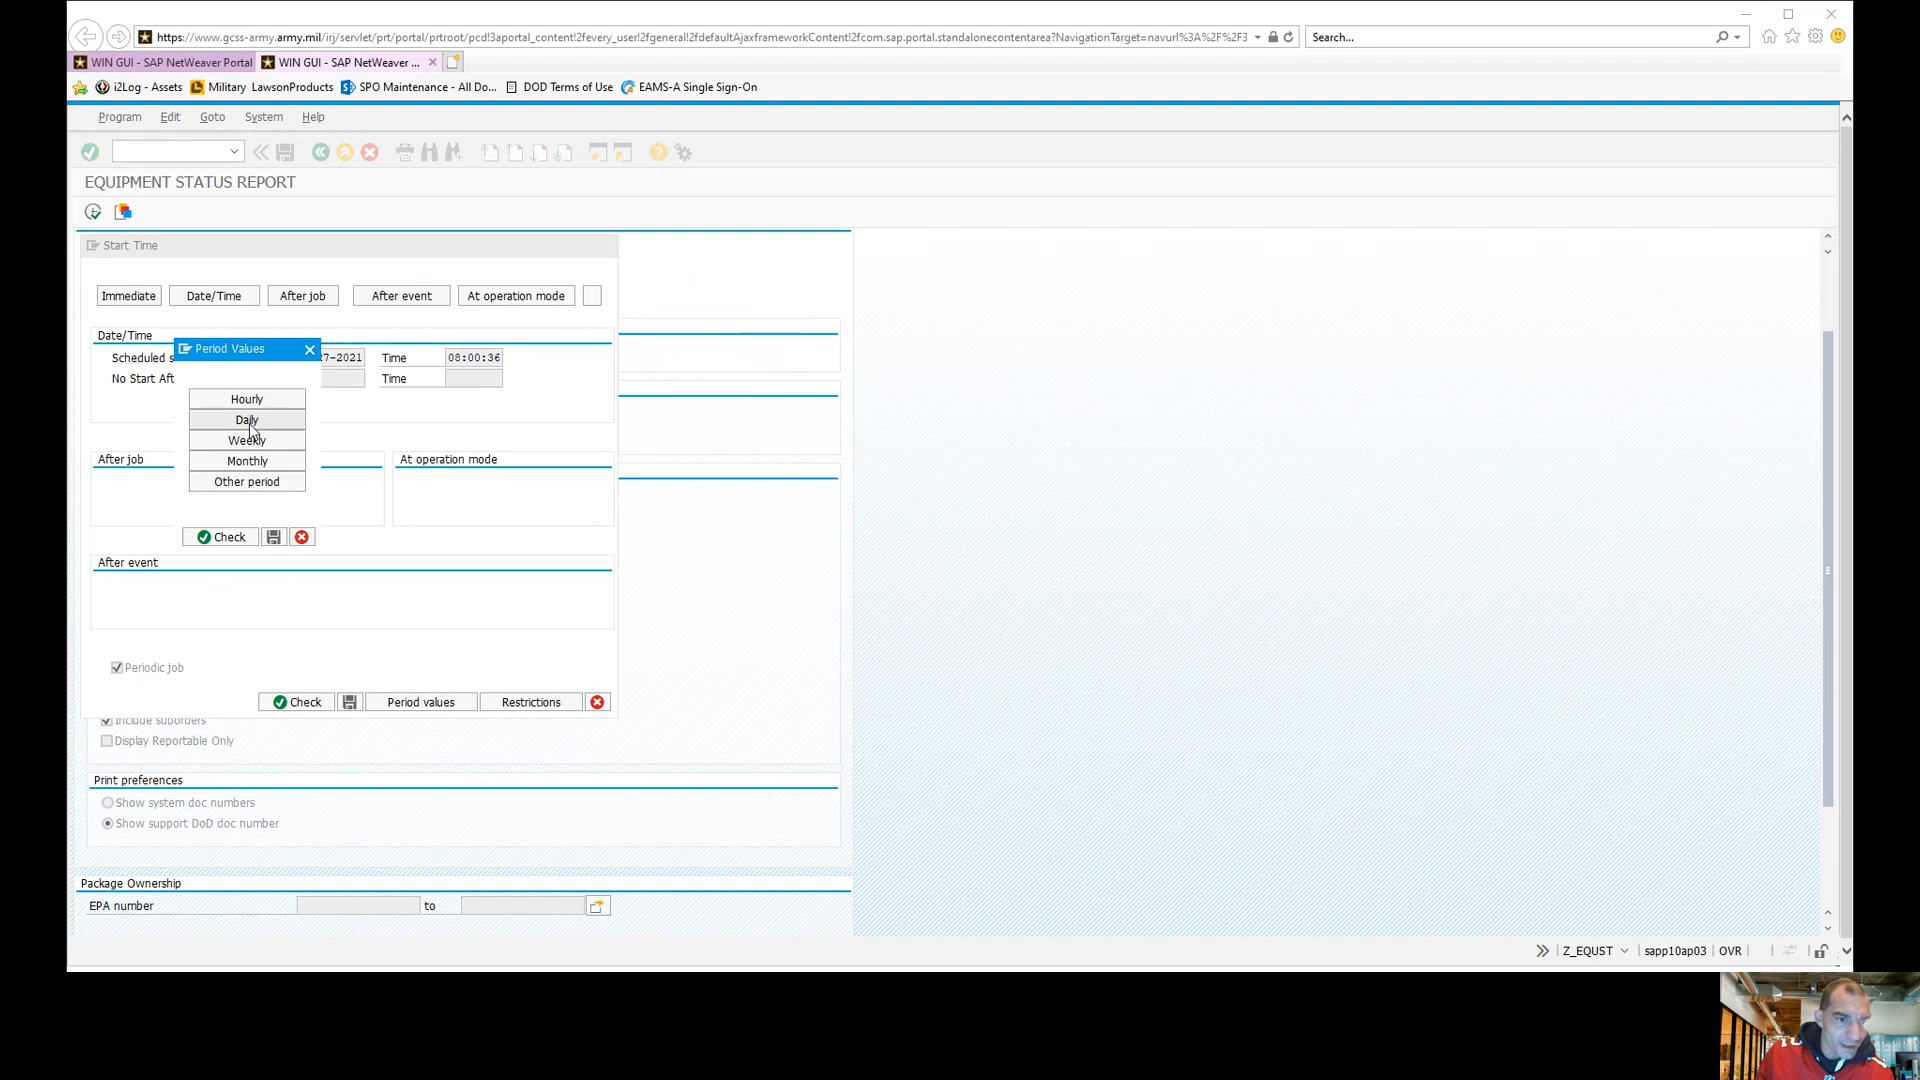 https://www.gcss-army.army.mil/irj/servlet/prt/portal/prtroot/pcd!3aportal_content!2fevery_user!2fgeneral!2fdefaultAjaxframeworkContent!2fcom.sap.portal.standalonecontentarea?NavigationTarget=navurl%3A%2F%2F3
Search...
WIN GUI - SAP NetWeaver Portal
WIN GUI - SAP NetWeaver ...
i2Log - Assets
Military LawsonProducts
SPO Maintenance - All Do...
DOD Terms of Use
EAMS-A Single Sign-On
Program Edit Goto System Help
EQUIPMENT STATUS REPORT
Start Time
Immediate Date/Time After job After event At operation mode
Date/Time
Period Values
Scheduled s 7-2021 Time 08:00:36
No Start Aft Time
Hourly
Daily
Weekly
Monthly
Other period
After job
At operation mode
Check
After event
Periodic job
Check Period values Restrictions
Include suborders
Display Reportable Only
Print preferences
Show system doc numbers
Show support DoD doc number
Package Ownership
EPA number to
Z_EQUST sapp10ap03 OVR